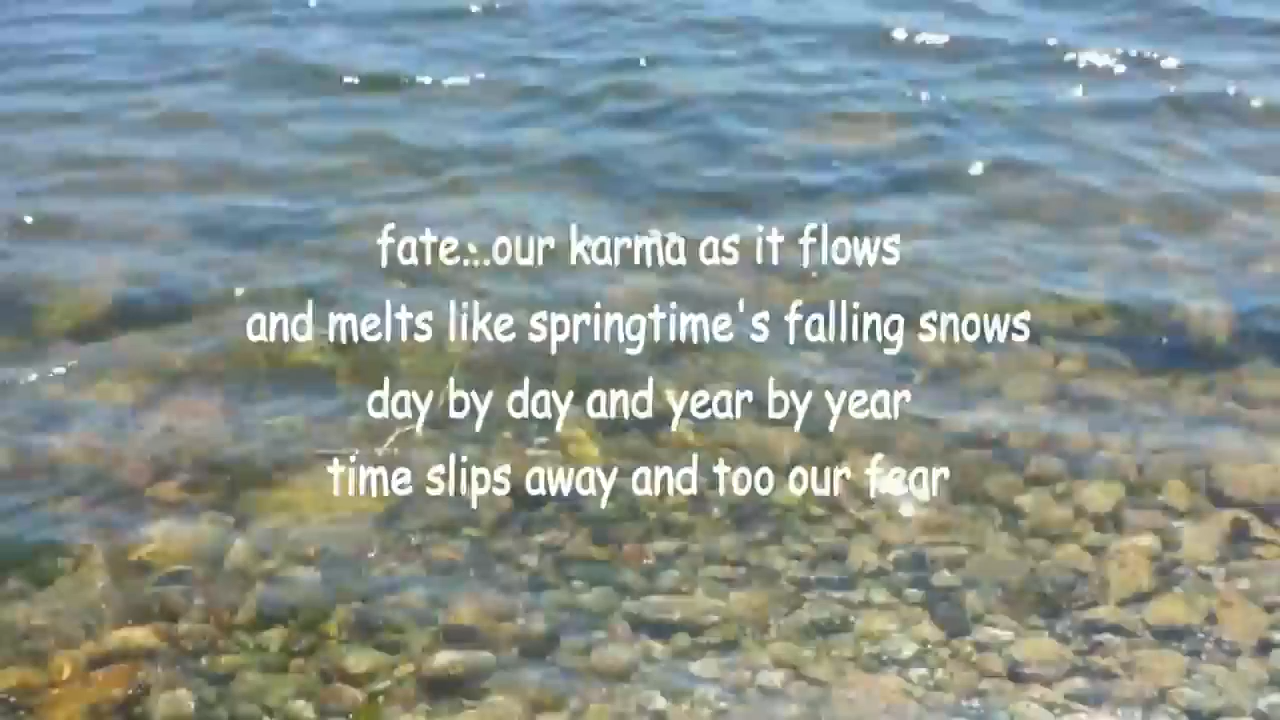 fate...our karma as it flows
and melts like springtime's falling snows
day by day and year by year
time slips away and too our fear